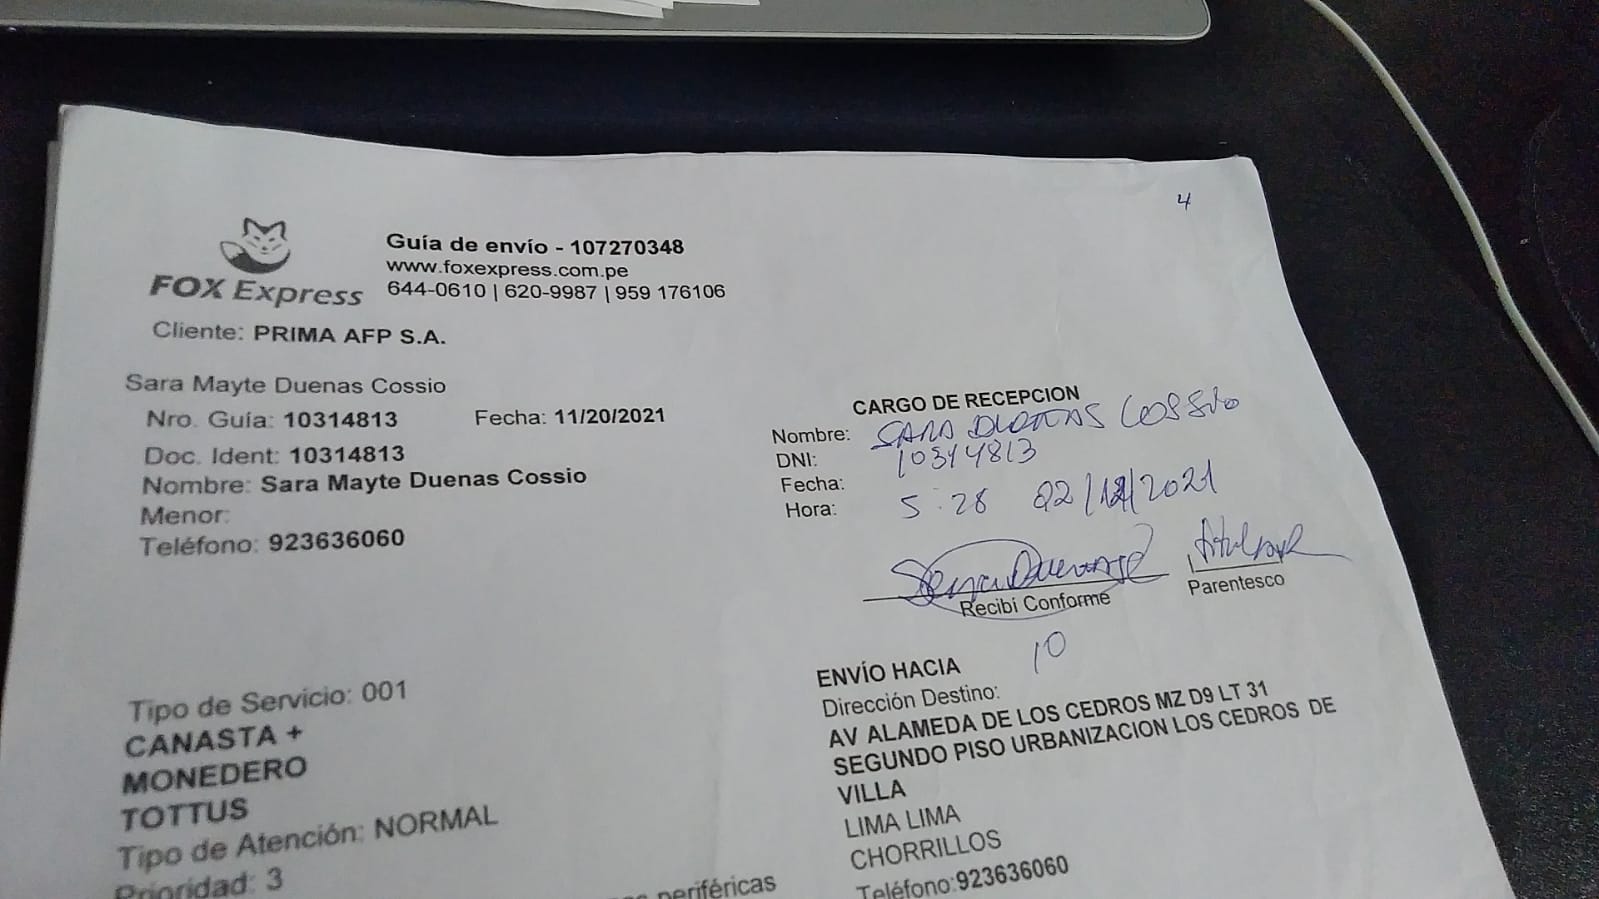 4
FOX Express
Guía de envío - 107270348
www.foxexpress.com.pe
644-0610 | 620-9987 | 959 176106
Cliente: PRIMA AFP S.A.
Sara Mayte Duenas Cossio
Nro. Guía: 10314813 Fecha: 11/20/2021
Doc. Ident: 10314813
Nombre: Sara Mayte Duenas Cossio
Menor:
Teléfono: 923636060
CARGO DE RECEPCION
Nombre: SARA DUEÑAS COSSIO
DNI: 10314813
Fecha:
Hora: 5:28 02/12/2021
Recibi Conforme
Parentesco
10
Tipo de Servicio: 001
CANASTA +
MONEDERO
TOTTUS
Tipo de Atención: NORMAL
Prioridad: 3
periféricas
ENVÍO HACIA
Dirección Destino:
AV ALAMEDA DE LOS CEDROS MZ D9 LT 31
SEGUNDO PISO URBANIZACION LOS CEDROS DE
VILLA
LIMA LIMA
CHORRILLOS
Teléfono:923636060